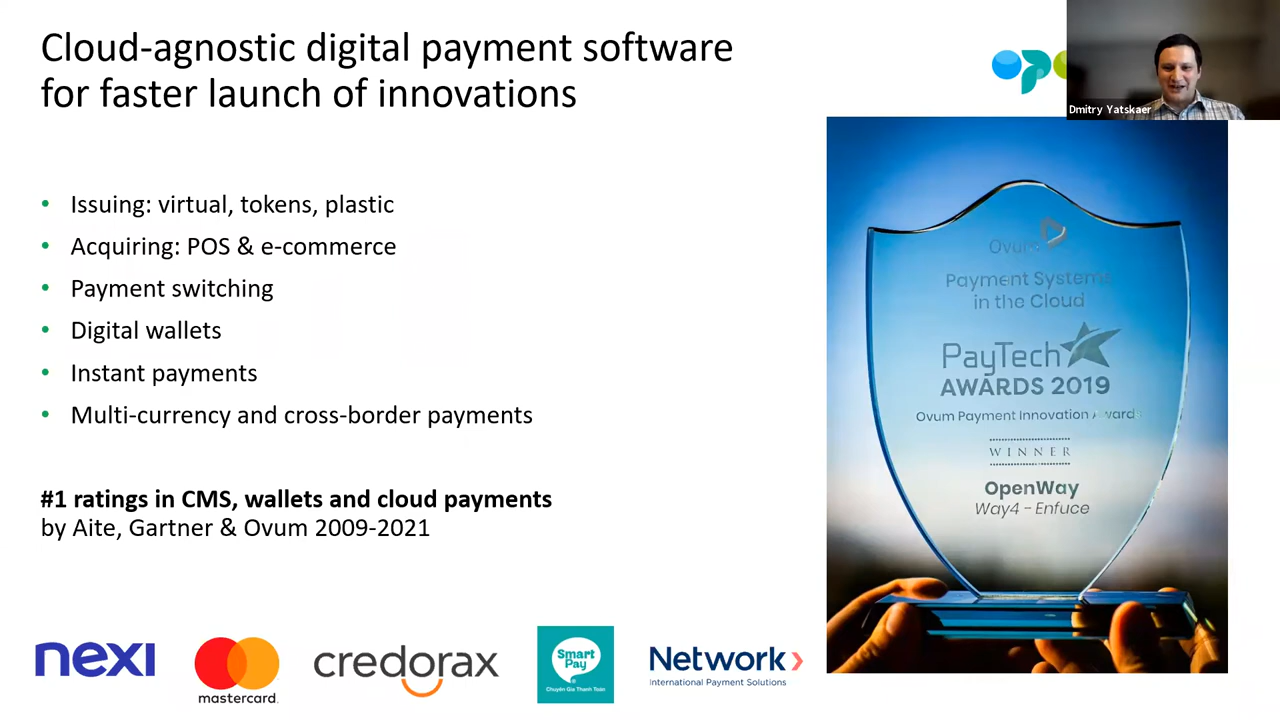 Cloud-agnostic digital payment software
for faster launch of innovations
Dmitry Yatskaer
• Issuing: virtual, tokens, plastic
• Acquiring: POS & e-commerce
• Payment switching
• Digital wallets
• Instant payments
• Multi-currency and cross-border payments
#1 ratings in CMS, wallets and cloud payments
by Aite, Gartner & Ovum 2009-2021
Ovum
Payment Systems
in the Cloud
PayTech
AWARDS 2019
Ovum Payment Innovation Awards
WINNER
OpenWay
Way4 – Enfuce
nexi
mastercard.
credorax
Smart
Pay
Chuyên Gia Thanh Toán
Network
International Payment Solutions